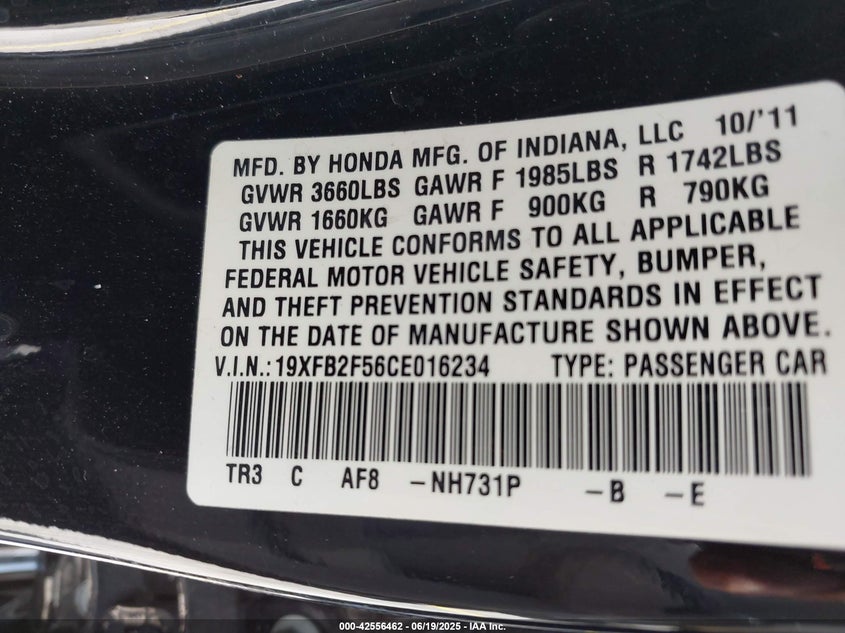 MFD. BY HONDA MFG. OF INDIANA, LLC 10/'11
GVWR 3660LBS GAWR F 1985LBS R 1742LBS
GVWR 1660KG GAWR F 900KG R 790KG
THIS VEHICLE CONFORMS TO ALL APPLICABLE
FEDERAL MOTOR VEHICLE SAFETY, BUMPER,
AND THEFT PREVENTION STANDARDS IN EFFECT
ON THE DATE OF MANUFACTURE SHOWN ABOVE.
V.I.N.:19XFB2F56CE016234 TYPE: PASSENGER CAR
TR3 C AF8 -NH731P -B -E
000-42556462 - 06/19/2025 - IAA Inc.